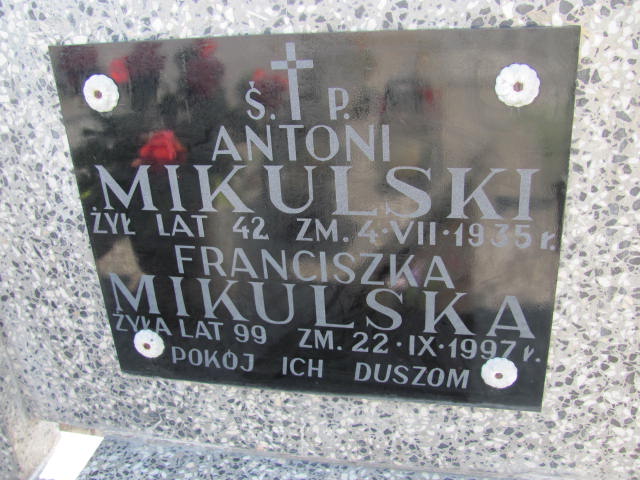 Ś. P.
ANTONI
MIKULSKI
ŻYŁ LAT 42 ZM. 4·VII·1935 r.
FRANCISZKA
MIKULSKA
ŻYŁA LAT 99 ZM. 22·IX·1997 r.
POKÓJ ICH DUSZOM